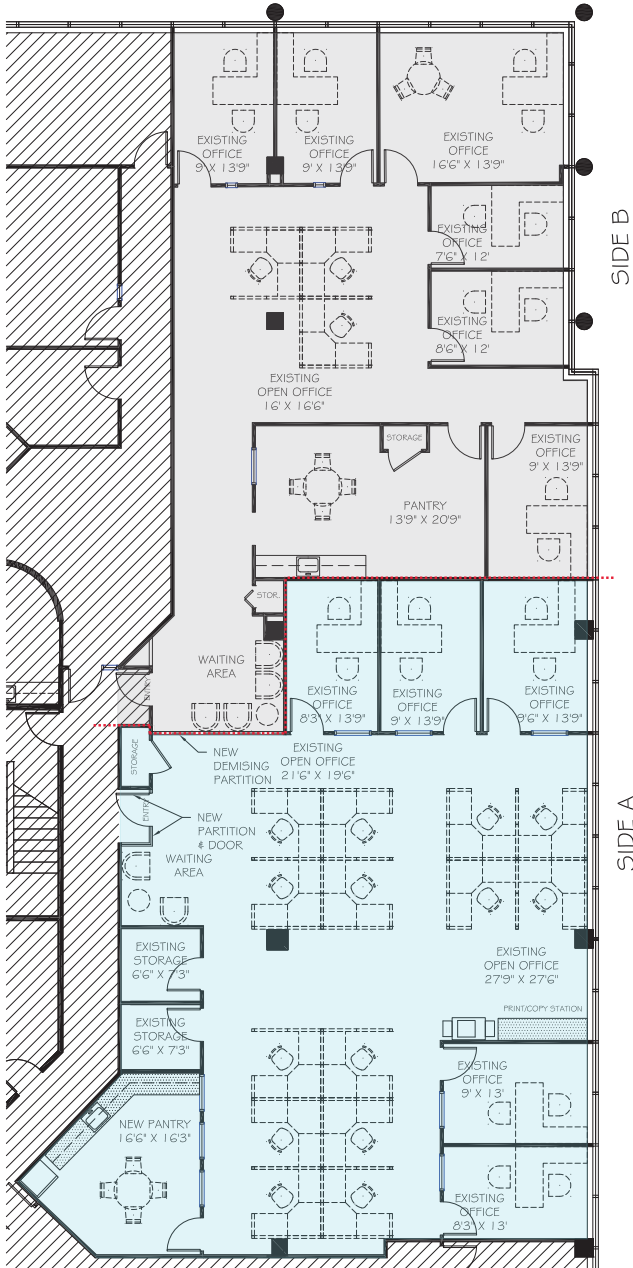 EXISTING
OFFICE
9' X 13'9"
EXISTING
OFFICE
9' X 13'9"
EXISTING
OFFICE
16'6" X 13'9"
SIDE B
EXISTING
OFFICE
7'6" X 12'
EXISTING
OFFICE
8'6" X 12'
EXISTING
OPEN OFFICE
16' X 16'6"
STORAGE
EXISTING
OFFICE
9' X 13'9"
PANTRY
13'9" X 20'9"
STOR.
WAITING
AREA
ENTRY
EXISTING
OFFICE
8'3" X 13'9"
EXISTING
OFFICE
9' X 13'9"
EXISTING
OFFICE
9'6" X 13'9"
NEW
DEMISING
PARTITION
EXISTING
OPEN OFFICE
21'6" X 19'6"
STORAGE
SIDE A
ENTRY
NEW
PARTITION
& DOOR
WAITING
AREA
EXISTING
STORAGE
6'6" X 7'3"
EXISTING
OPEN OFFICE
27'9" X 27'6"
PRINT/COPY STATION
EXISTING
STORAGE
6'6" X 7'3"
EXISTING
OFFICE
9' X 13'
NEW PANTRY
16'6" X 16'3"
EXISTING
OFFICE
8'3" X 13'